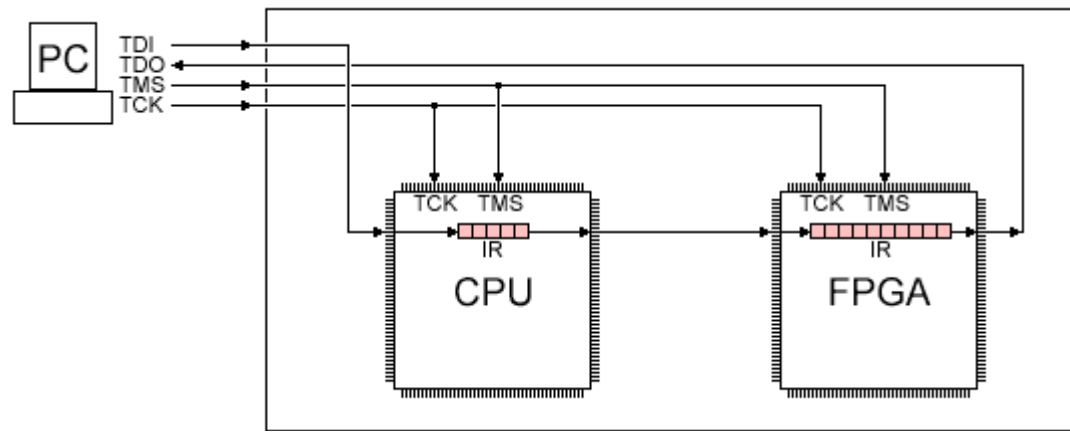 PC
TDI
TDO
TMS
TCK
TCK TMS
IR
CPU
TCK TMS
IR
FPGA